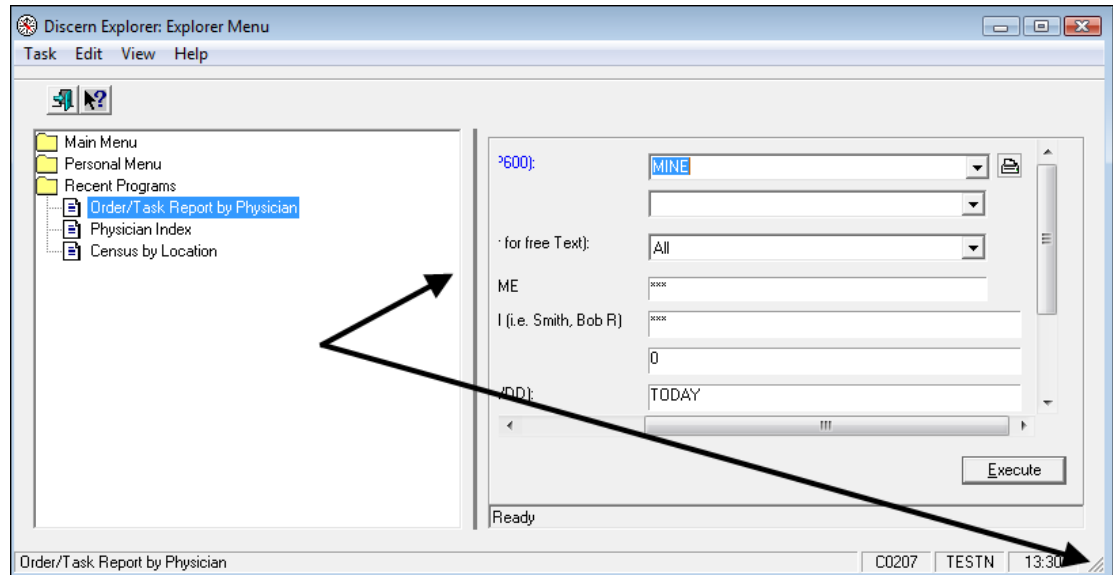 Discern Explorer: Explorer Menu
Task Edit View Help
Main Menu
Personal Menu
Recent Programs
Order/Task Report by Physician
Physician Index
Census by Location
?600): MINE
for free Text): All
ME ***
l (i.e. Smith, Bob R) ***
0
/DD): TODAY
Execute
Ready
Order/Task Report by Physician C0207 TESTN 13:30